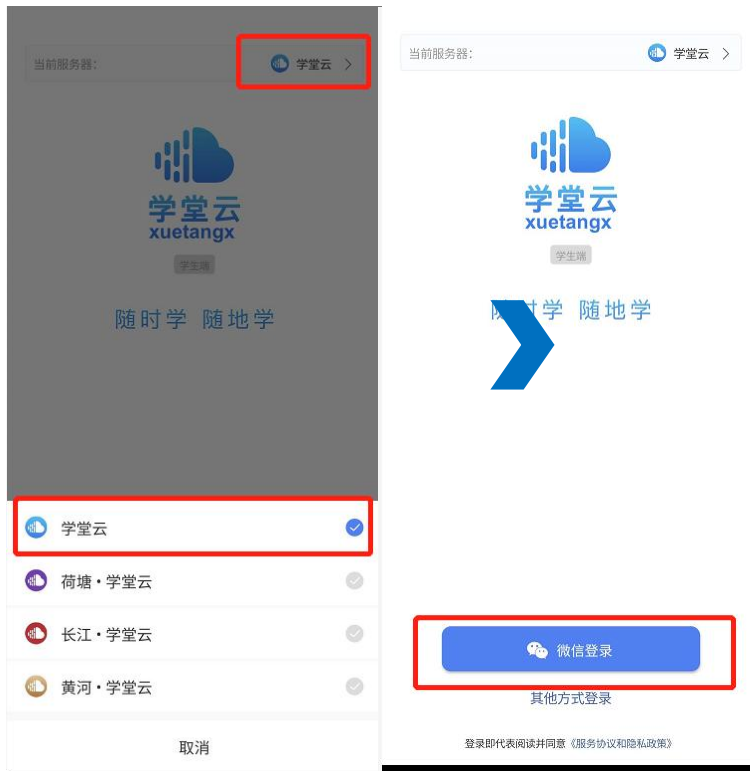 当前服务器：
学堂云
学堂云
xuetangx
学生端
随时学 随地学
学堂云
荷塘·学堂云
长江·学堂云
黄河·学堂云
取消
当前服务器：
学堂云
学堂云
xuetangx
学生端
学 随地学
微信登录
其他方式登录
登录即代表阅读并同意《服务协议和隐私政策》